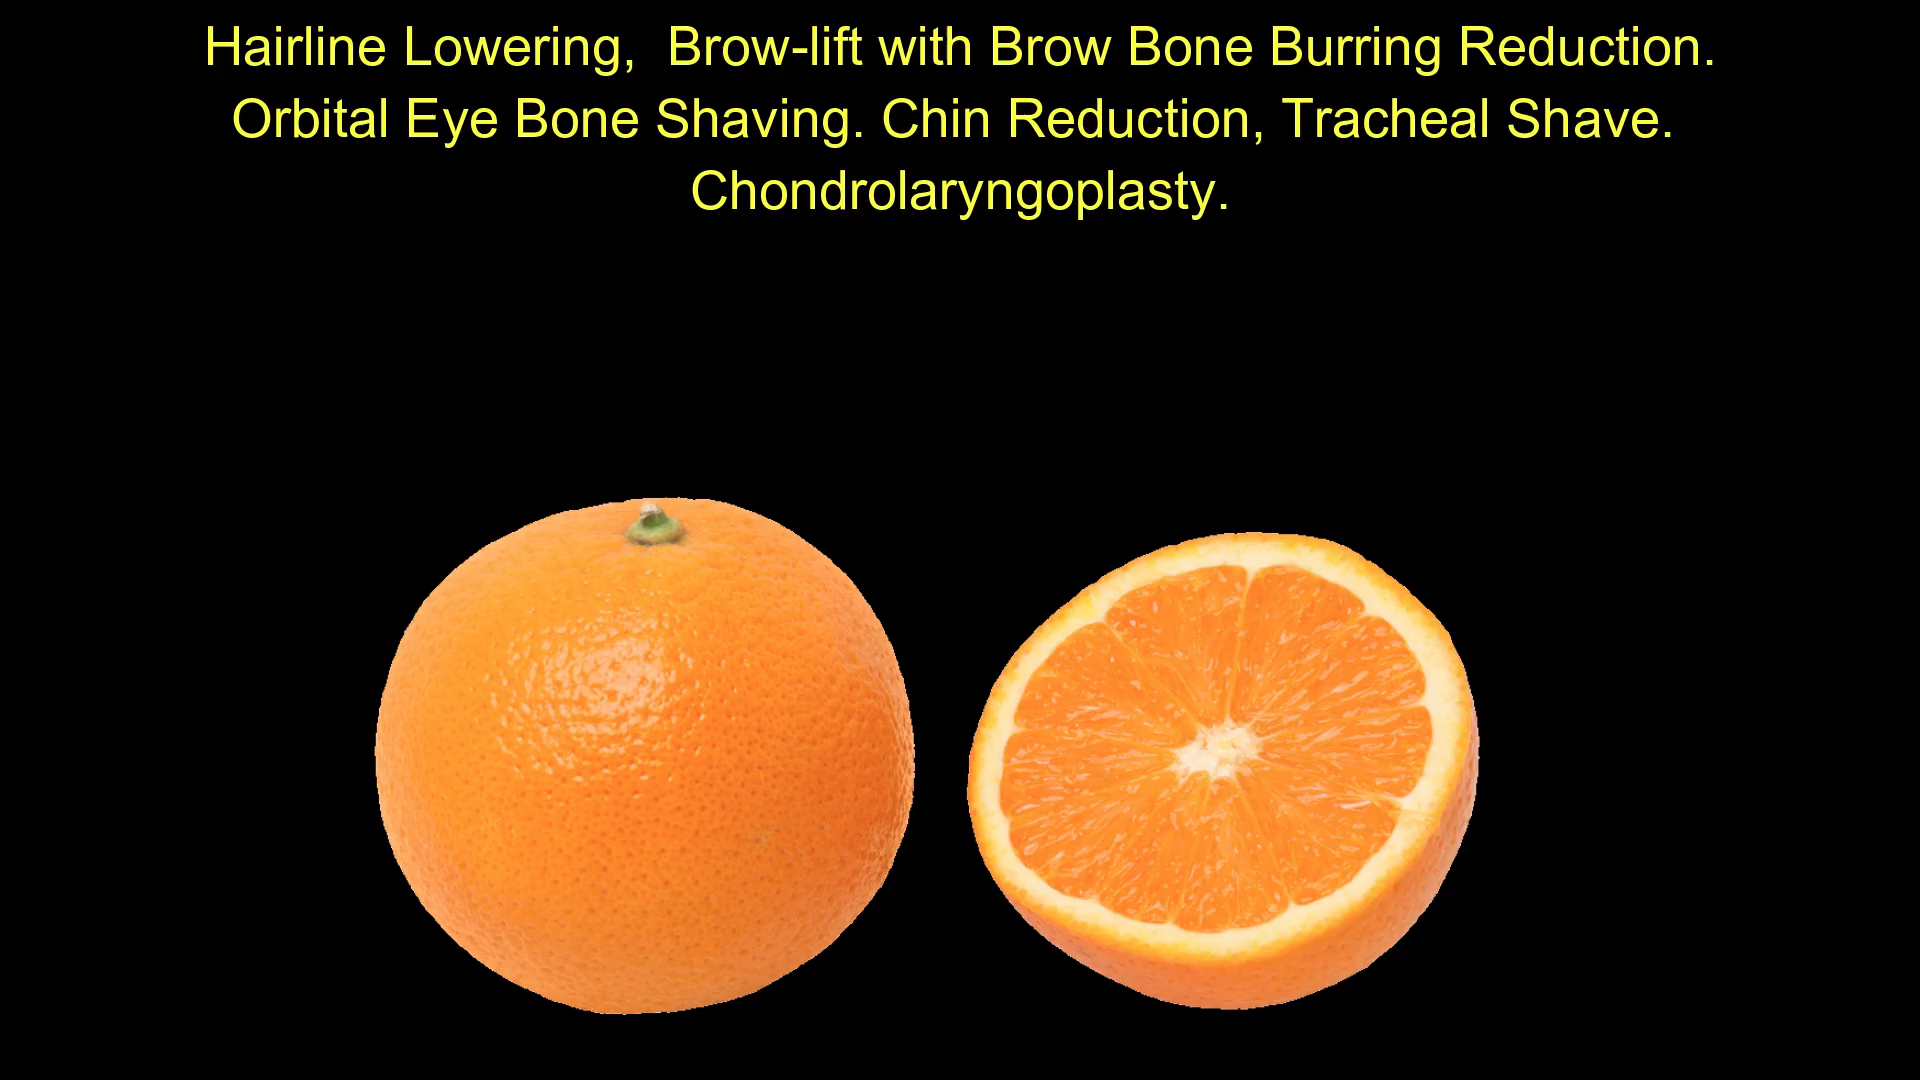 Hairline Lowering,  Brow-lift with Brow Bone Burring Reduction.
Orbital Eye Bone Shaving. Chin Reduction, Tracheal Shave.
Chondrolaryngoplasty.